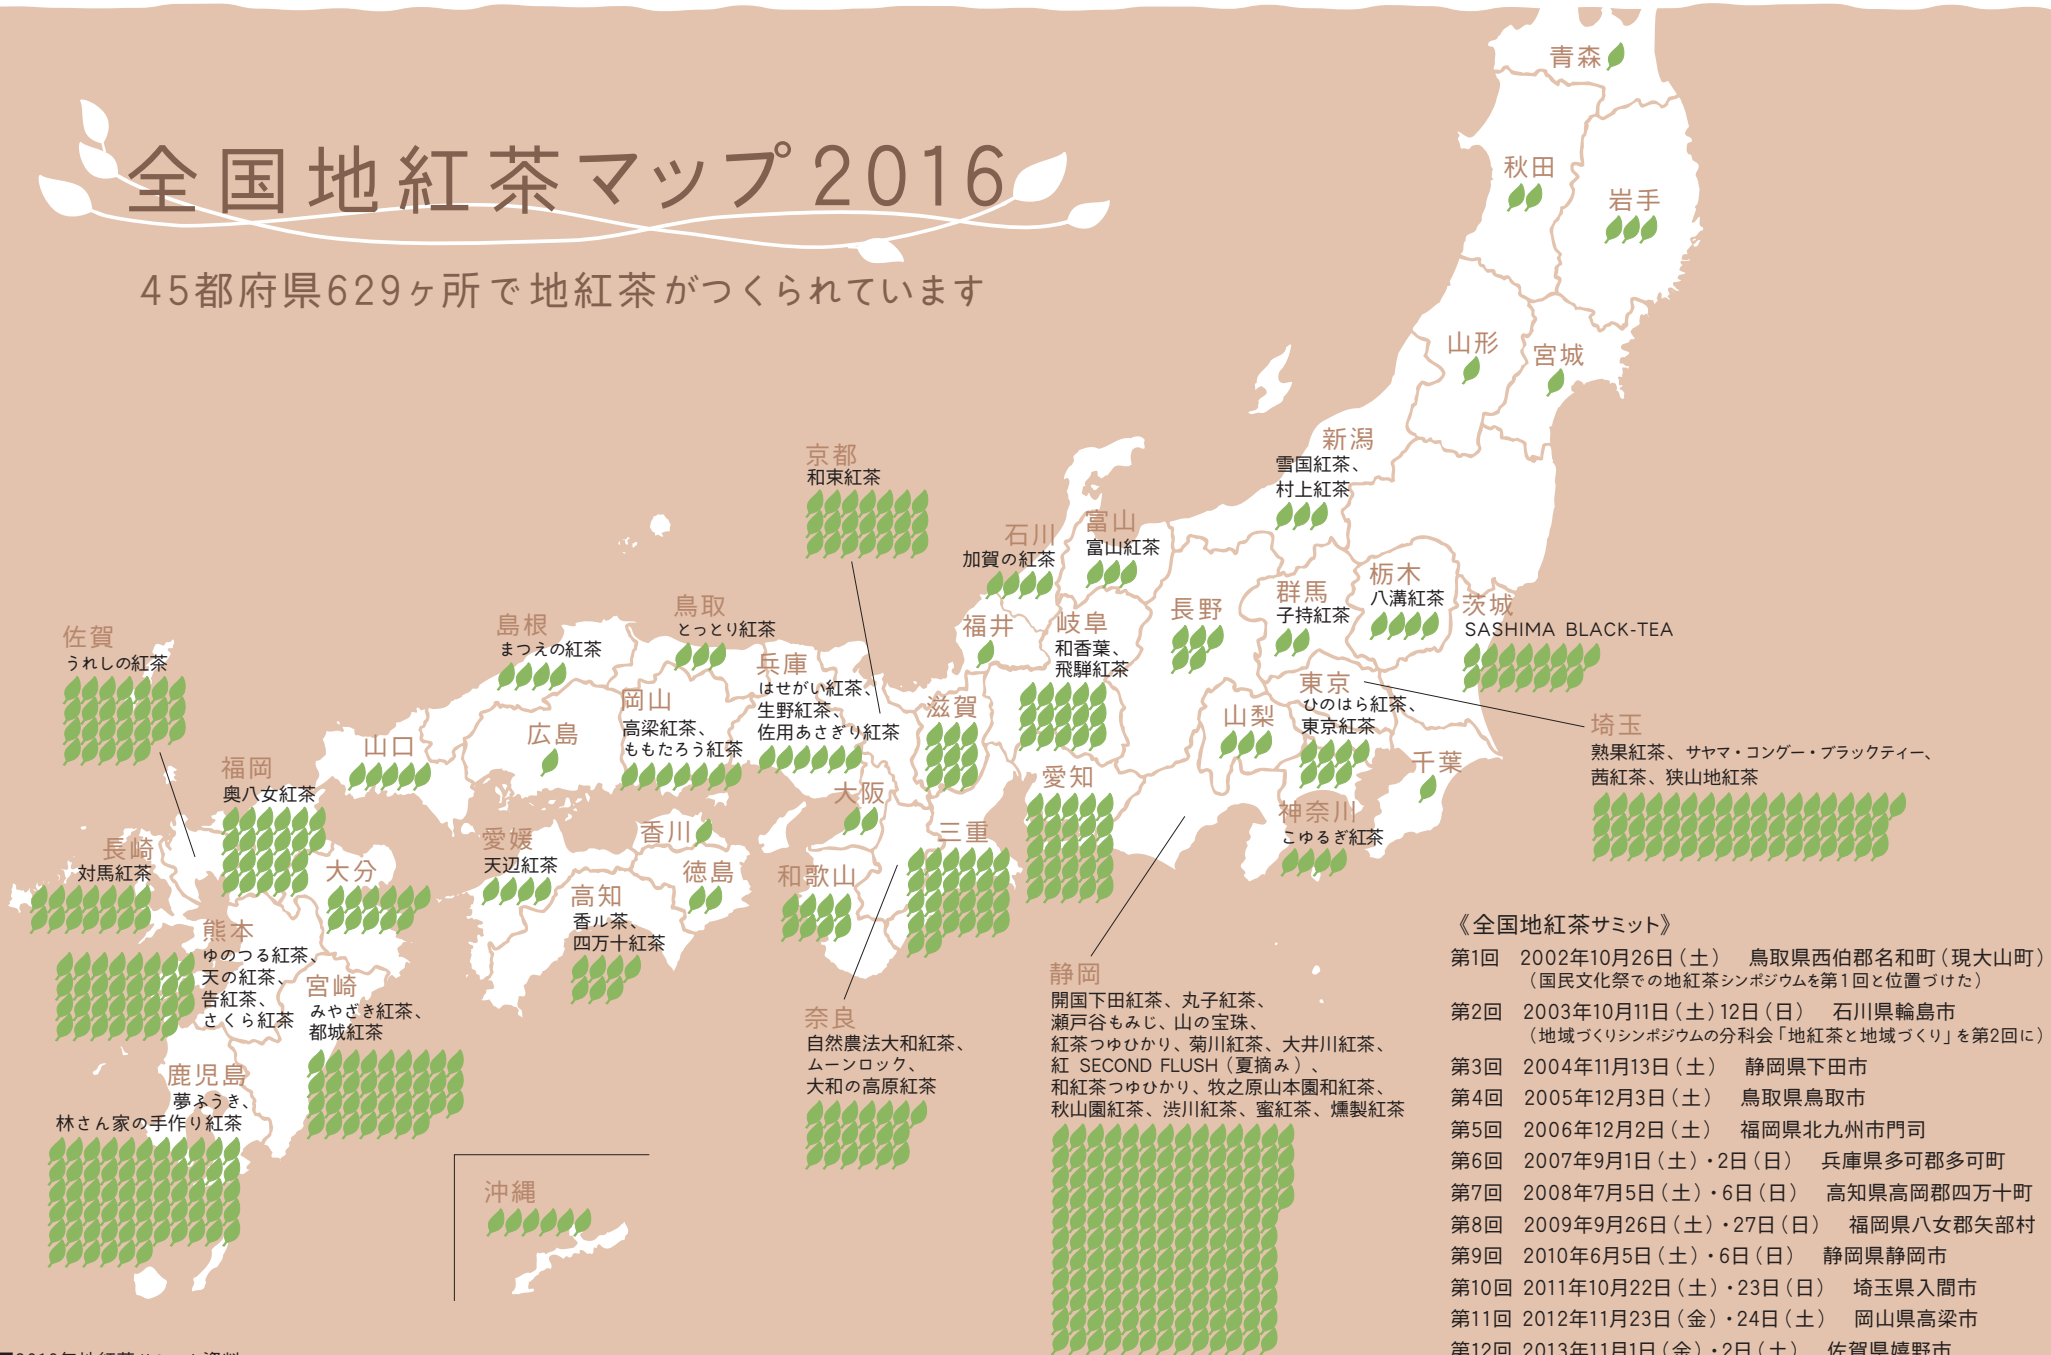 全国地紅茶マップ2016
45都府県629ヶ所で地紅茶がつくられています
青森
秋田
岩手
山形
宮城
新潟
雪国紅茶、
村上紅茶
京都
和束紅茶
石川
加賀の紅茶
富山
富山紅茶
福井
岐阜
和香葉、
飛騨紅茶
長野
群馬
子持紅茶
栃木
八溝紅茶
茨城
SASHIMA BLACK-TEA
東京
ひのはら紅茶、
東京紅茶
埼玉
熟果紅茶、サヤマ・コンゲー・ブラックティー、
茜紅茶、狭山地紅茶
山梨
千葉
神奈川
こゆるぎ紅茶
佐賀
うれしの紅茶
島根
まつえの紅茶
鳥取
とっとり紅茶
兵庫
はせがい紅茶、
生野紅茶、
佐用あさぎり紅茶
岡山
高梁紅茶、
ももたろう紅茶
広島
山口
滋賀
愛知
大阪
三重
和歌山
福岡
奥八女紅茶
長崎
対馬紅茶
大分
愛媛
天辺紅茶
香川
徳島
高知
香ル茶、
四万十紅茶
熊本
ゆのつる紅茶、
天の紅茶、
告紅茶、
さくら紅茶
宮崎
みやざき紅茶、
都城紅茶
鹿児島
夢ふうき、
林さん家の手作り紅茶
沖縄
奈良
自然農法大和紅茶、
ムーンロック、
大和の高原紅茶
静岡
開国下田紅茶、丸子紅茶、
瀬戸谷もみじ、山の宝珠、
紅茶つゆひかり、菊川紅茶、大井川紅茶、
紅 SECOND FLUSH（夏摘み）、
和紅茶つゆひかり、牧之原山本園和紅茶、
秋山園紅茶、渋川紅茶、蜜紅茶、燻製紅茶
《全国地紅茶サミット》
第1回 2002年10月26日（土） 鳥取県西伯郡名和町（現大山町）
（国民文化祭での地紅茶シンポジウムを第1回と位置づけた）
第2回 2003年10月11日（土）12日（日） 石川県輪島市
（地域づくりシンポジウムの分科会「地紅茶と地域づくり」を第2回に）
第3回 2004年11月13日（土） 静岡県下田市
第4回 2005年12月3日（土） 鳥取県鳥取市
第5回 2006年12月2日（土） 福岡県北九州市門司
第6回 2007年9月1日（土）・2日（日） 兵庫県多可郡多可町
第7回 2008年7月5日（土）・6日（日） 高知県高岡郡四万十町
第8回 2009年9月26日（土）・27日（日） 福岡県八女郡矢部村
第9回 2010年6月5日（土）・6日（日） 静岡県静岡市
第10回 2011年10月22日（土）・23日（日） 埼玉県入間市
第11回 2012年11月23日（金）・24日（土） 岡山県高梁市
第12回 2013年11月1日（金）・2日（土） 佐賀県嬉野市